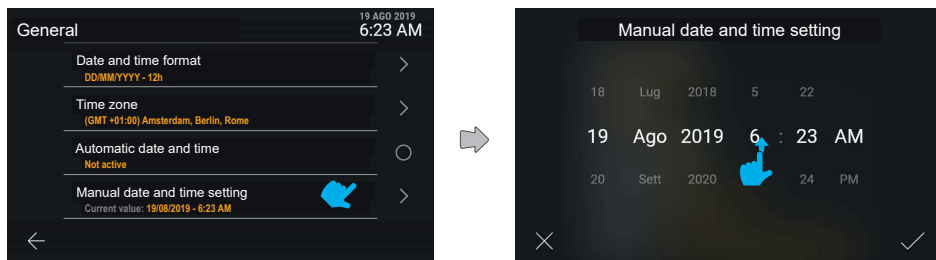 General
19 AGO 2019
6:23 AM
Date and time format
DD/MM/YYYY - 12h
Time zone
(GMT +01:00) Amsterdam, Berlin, Rome
Automatic date and time
Not active
Manual date and time setting
Current value: 19/08/2019 - 6:23 AM
Manual date and time setting
18 Lug 2018 5 22
19 Ago 2019 6 : 23 AM
20 Sett 2020 24 PM